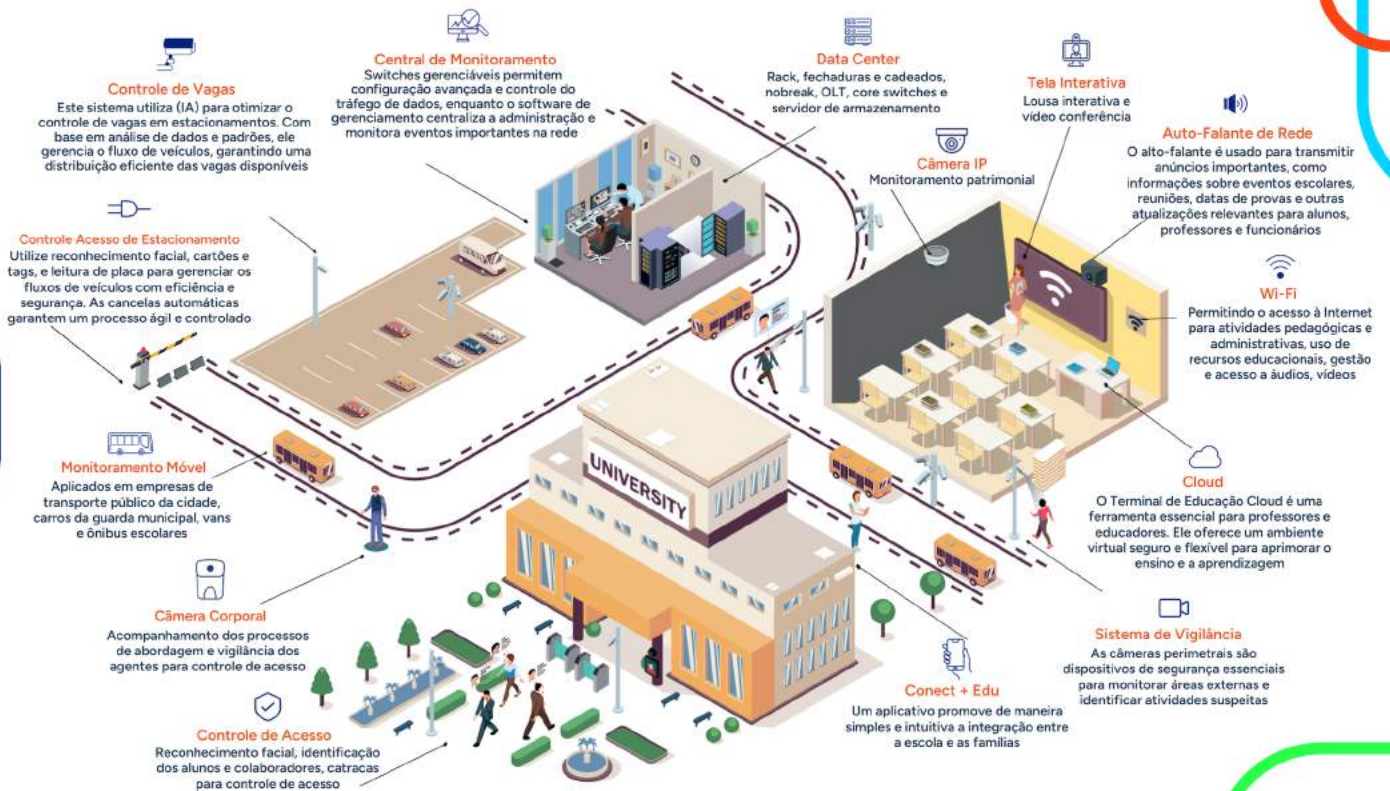 Controle de Vagas
Este sistema utiliza (IA) para otimizar o
controle de vagas em estacionamentos. Com
base em análise de dados e padrões, ele
gerencia o fluxo de veículos, garantindo uma
distribuição eficiente das vagas disponíveis
Central de Monitoramento
Switches gerenciáveis permitem
configuração avançada e controle do
tráfego de dados, enquanto o software de
gerenciamento centraliza a administração e
monitora eventos importantes na rede
Data Center
Rack, fechaduras e cadeados,
nobreak, OLT, core switches e
servidor de armazenamento
Tela Interativa
Lousa interativa e
vídeo conferência
Câmera IP
Monitoramento patrimonial
Auto-Falante de Rede
O alto-falante é usado para transmitir
anúncios importantes, como
informações sobre eventos escolares,
reuniões, datas de provas e outras
atualizações relevantes para alunos,
professores e funcionários
Controle Acesso de Estacionamento
Utilize reconhecimento facial, cartões e
tags, e leitura de placa para gerenciar os
fluxos de veículos com eficiência e
segurança. As cancelas automáticas
garantem um processo ágil e controlado
Wi-Fi
Permitindo o acesso à Internet
para atividades pedagógicas e
administrativas, uso de
recursos educacionais, gestão
e acesso a áudios, vídeos
Monitoramento Móvel
Aplicados em empresas de
transporte público da cidade,
carros da guarda municipal, vans
e ônibus escolares
UNIVERSITY
Cloud
O Terminal de Educação Cloud é uma
ferramenta essencial para professores e
educadores. Ele oferece um ambiente
virtual seguro e flexível para aprimorar o
ensino e a aprendizagem
Câmera Corporal
Acompanhamento dos processos
de abordagem e vigilância dos
agentes para controle de acesso
Sistema de Vigilância
As câmeras perimetrais são
dispositivos de segurança essenciais
para monitorar áreas externas e
identificar atividades suspeitas
Conect + Edu
Um aplicativo promove de maneira
simples e intuitiva a integração entre
a escola e as famílias
Controle de Acesso
Reconhecimento facial, identificação
dos alunos e colaboradores, catracas
para controle de acesso